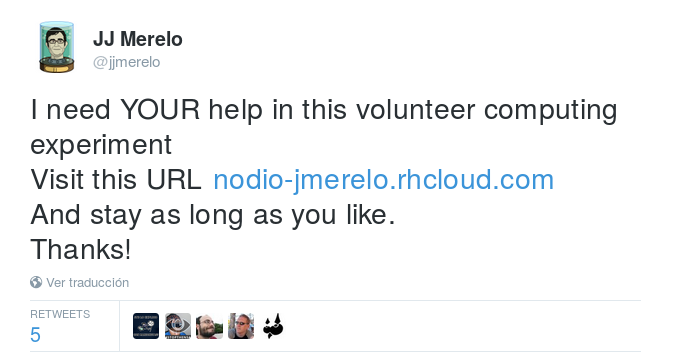 JJ Merelo
@jjmerelo
I need YOUR help in this volunteer computing
experiment
Visit this URL nodio-jmerelo.rhcloud.com
And stay as long as you like.
Thanks!
Ver traducción
RETWEETS
5